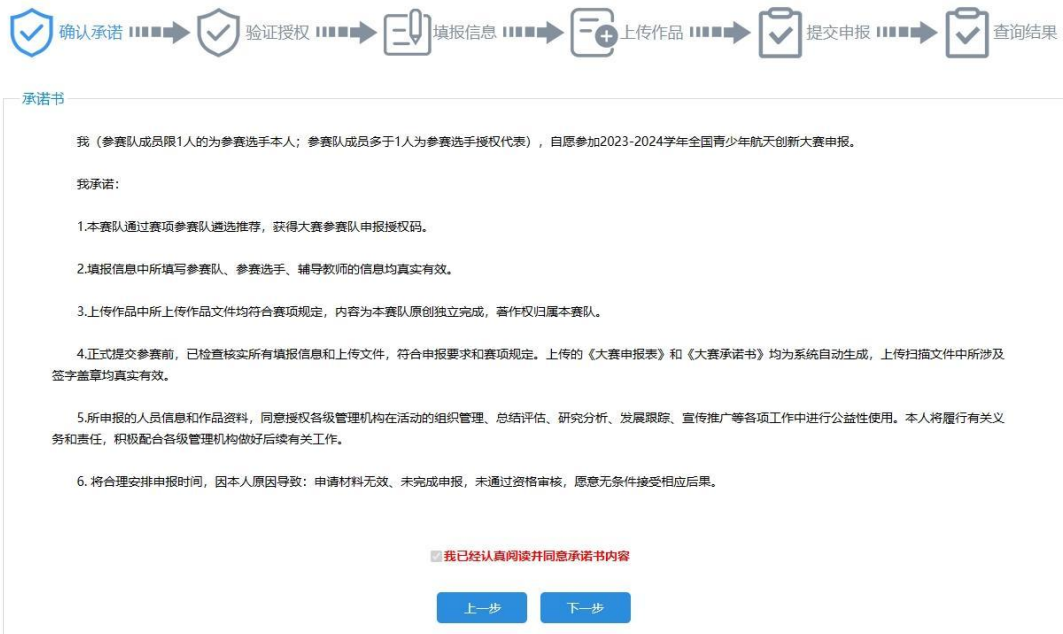 确认承诺 验证授权 填报信息 上传作品 提交申报 查询结果
承诺书
我（参赛队成员限1人的为参赛选手本人；参赛队成员多于1人为参赛选手授权代表），自愿参加2023-2024学年全国青少年航天创新大赛申报。
我承诺：
1.本赛队通过赛项参赛队遴选推荐，获得大赛参赛队申报授权码。
2.填报信息中所填写参赛队、参赛选手、辅导教师的信息均真实有效。
3.上传作品中所上传作品文件均符合赛项规定，内容为本赛队原创独立完成，著作权归属本赛队。
4.正式提交参赛前，已检查核实所有填报信息和上传文件，符合申报要求和赛项规定。上传的《大赛申报表》和《大赛承诺书》均为系统自动生成，上传扫描文件中所涉及
签字盖章均真实有效。
5.所申报的人员信息和作品资料，同意授权各级管理机构在活动的组织管理、总结评估、研究分析、发展跟踪、宣传推广等各项工作中进行公益性使用。本人将履行有关义
务和责任，积极配合各级管理机构做好后续有关工作。
6. 将合理安排申报时间，因本人原因导致：申请材料无效、未完成申报，未通过资格审核，愿意无条件接受相应后果。
我已经认真阅读并同意承诺书内容
上一步 下一步